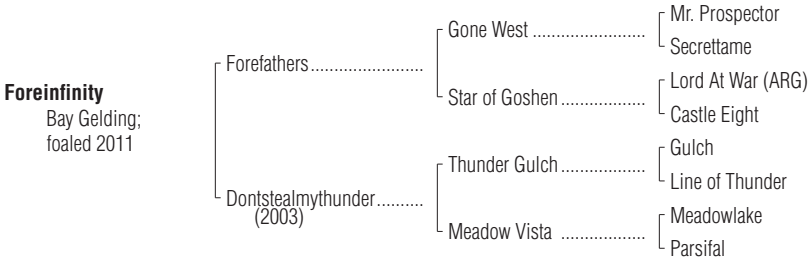 Foreinfinity
Bay Gelding;
foaled 2011
Forefathers......................
Dontstealmythunder..........
(2003)
Gone West ......................
Star of Goshen.................
Thunder Gulch.................
Meadow Vista .................
Mr. Prospector
Secrettame
Lord At War (ARG)
Castle Eight
Gulch
Line of Thunder
Meadowlake
Parsifal